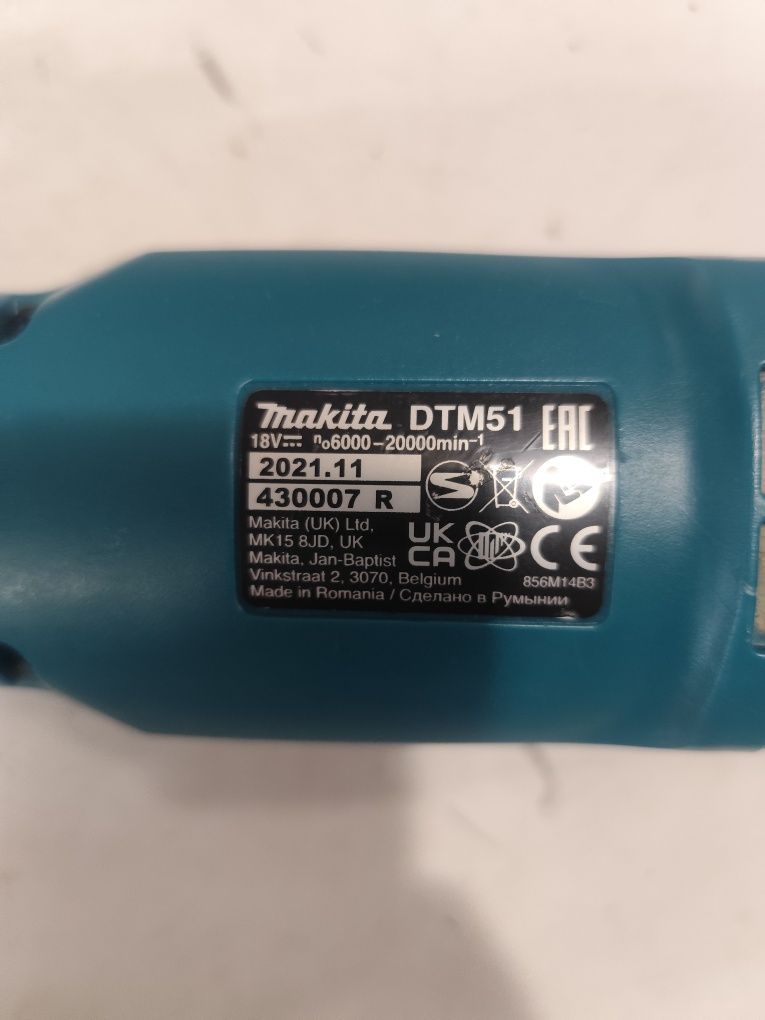 makita DTM51 EAC
18V⎓ n₀6000-20000min⁻¹
2021.11
430007 R
Makita (UK) Ltd,
MK15 8JD, UK
Makita, Jan-Baptist
Vinkstraat 2, 3070, Belgium
Made in Romania / Сделано в Румынии
UK
CA
CE
856M14B3